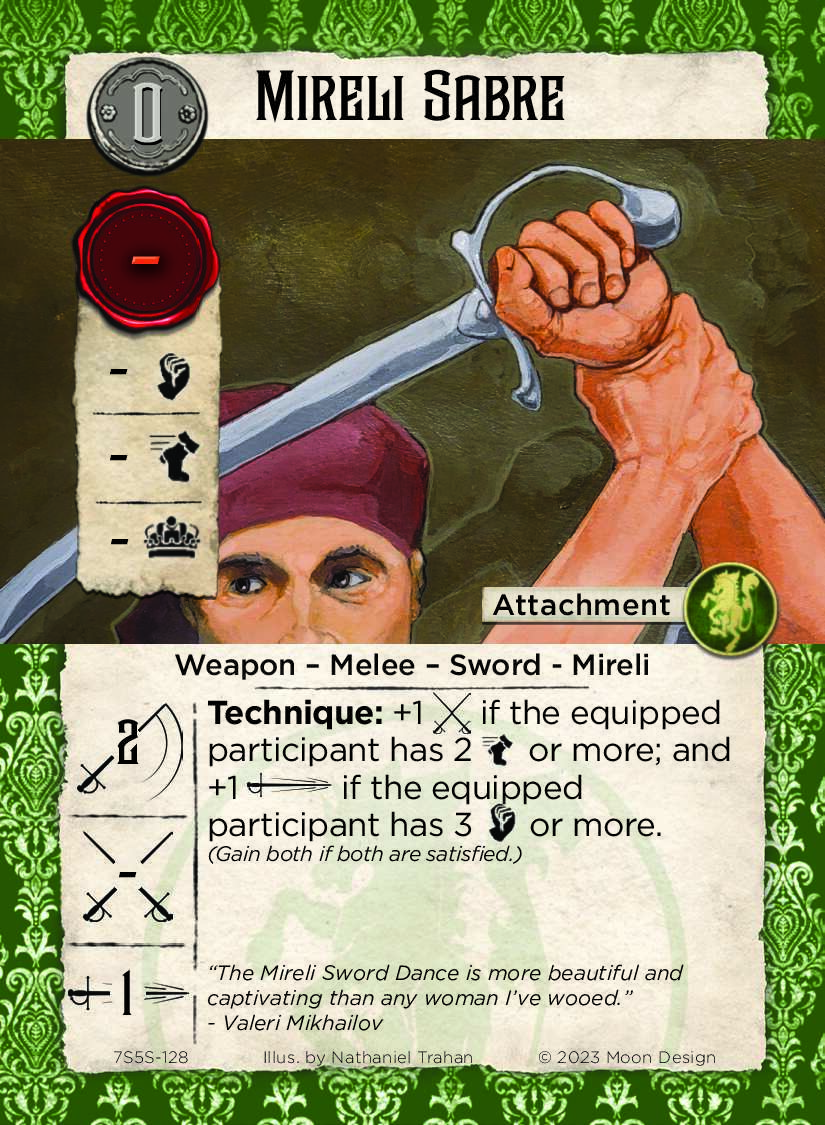 0
Mireli Sabre
-
-
-
-
Attachment
Weapon – Melee – Sword - Mireli
2
-
+ 1
Technique: +1 if the equipped
participant has 2 or more; and
+1 if the equipped
participant has 3 or more.
(Gain both if both are satisfied.)
“The Mireli Sword Dance is more beautiful and
captivating than any woman I’ve wooed.”
- Valeri Mikhailov
7S5S-128 Illus. by Nathaniel Trahan © 2023 Moon Design